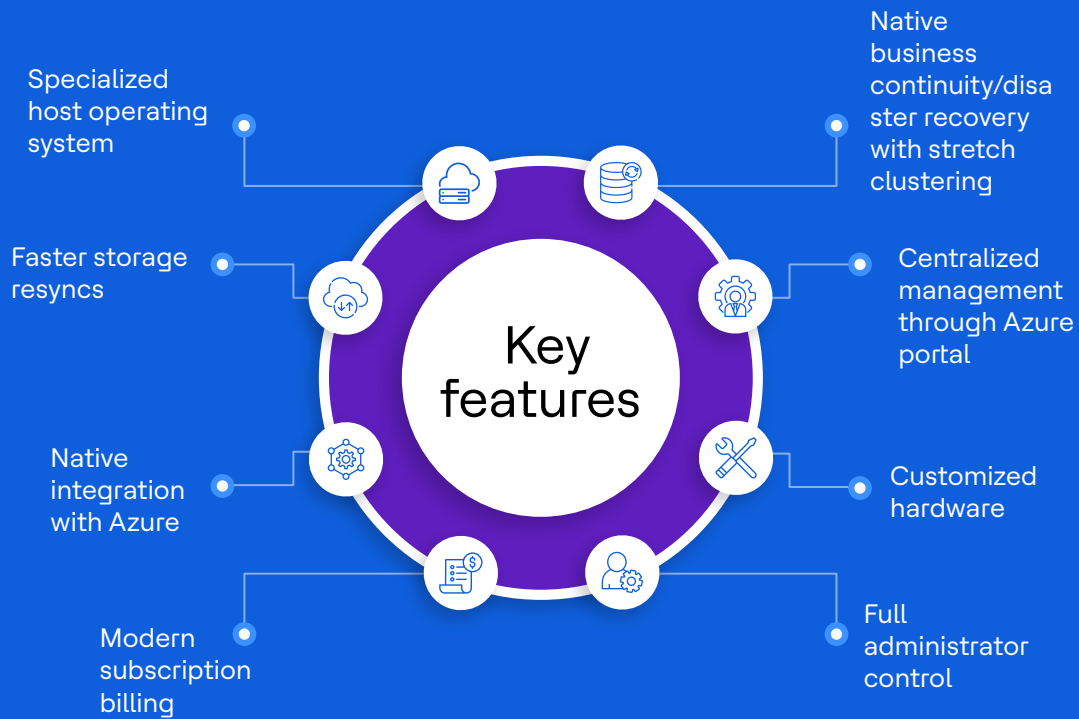 Specialized
host operating
system
Faster storage
resyncs
Native
integration
with Azure
Modern
subscription
billing
Key
features
$
Native
business
continuity/disa
ster recovery
with stretch
clustering
Centralized
management
through Azure
portal
Customized
hardware
Full
administrator
control